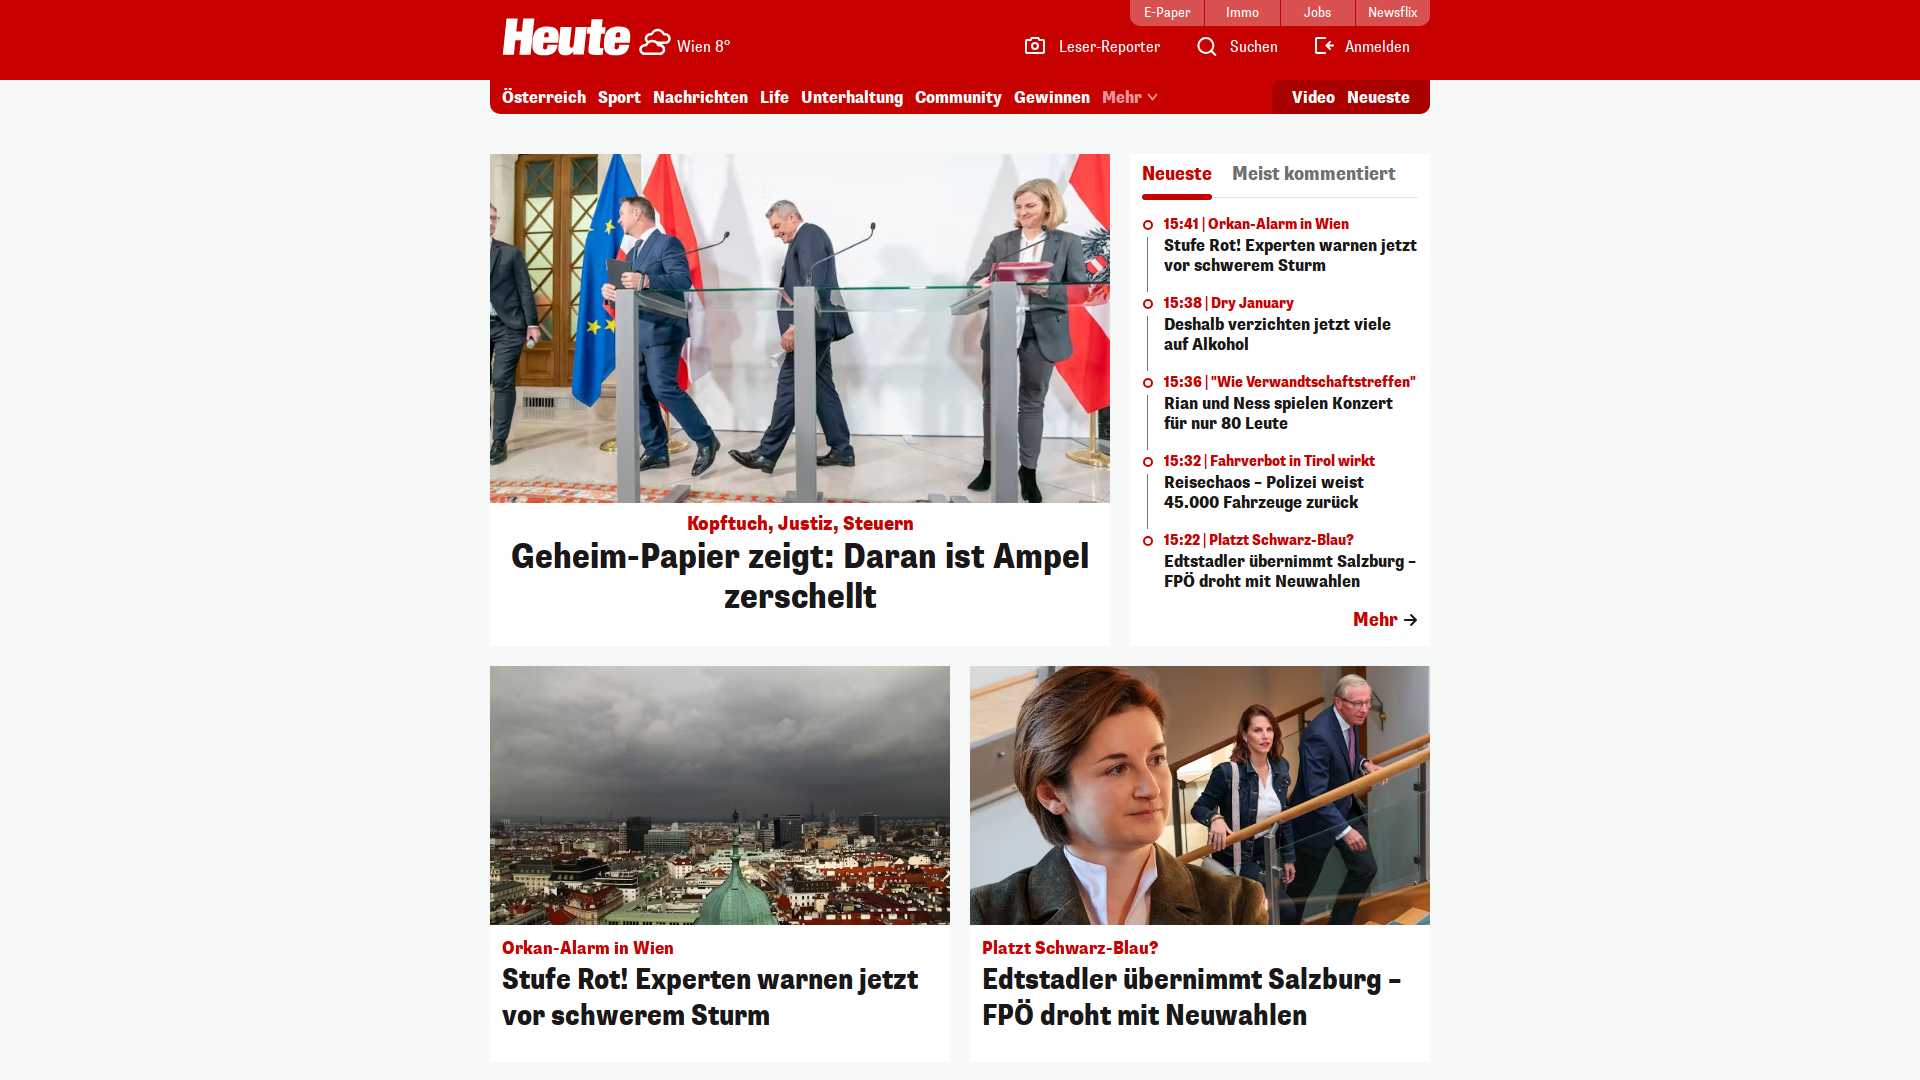 E-Paper
Immo
Jobs
Newsflix
Heute
Wien 8°
Leser-Reporter
Suchen
Anmelden
Österreich
Sport
Nachrichten
Life
Unterhaltung
Community
Gewinnen
Mehr
Video
Neueste
Kopftuch, Justiz, Steuern
Geheim-Papier zeigt: Daran ist Ampel
zerschellt
Neueste
Meist kommentiert
15:41 | Orkan-Alarm in Wien
Stufe Rot! Experten warnen jetzt
vor schwerem Sturm
15:38 | Dry January
Deshalb verzichten jetzt viele
auf Alkohol
15:36 | "Wie Verwandtschaftstreffen"
Rian und Ness spielen Konzert
für nur 80 Leute
15:32 | Fahrverbot in Tirol wirkt
Reisechaos – Polizei weist
45.000 Fahrzeuge zurück
15:22 | Platzt Schwarz-Blau?
Edtstadler übernimmt Salzburg –
FPÖ droht mit Neuwahlen
Mehr
Orkan-Alarm in Wien
Stufe Rot! Experten warnen jetzt
vor schwerem Sturm
Platzt Schwarz-Blau?
Edtstadler übernimmt Salzburg –
FPÖ droht mit Neuwahlen